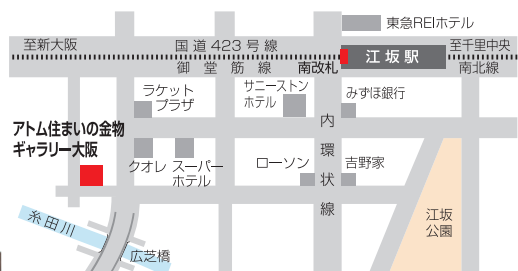 東急REIホテル
至新大阪
国道423号線
江坂駅
至千里中央
御堂筋線
南改札
南北線
ラケット
プラザ
サニーストン
ホテル
みずほ銀行
アトム住まいの金物
ギャラリー大阪
内環状線
クオレ
スーパー
ホテル
ローソン
吉野家
糸田川
江坂
公園
広芝橋